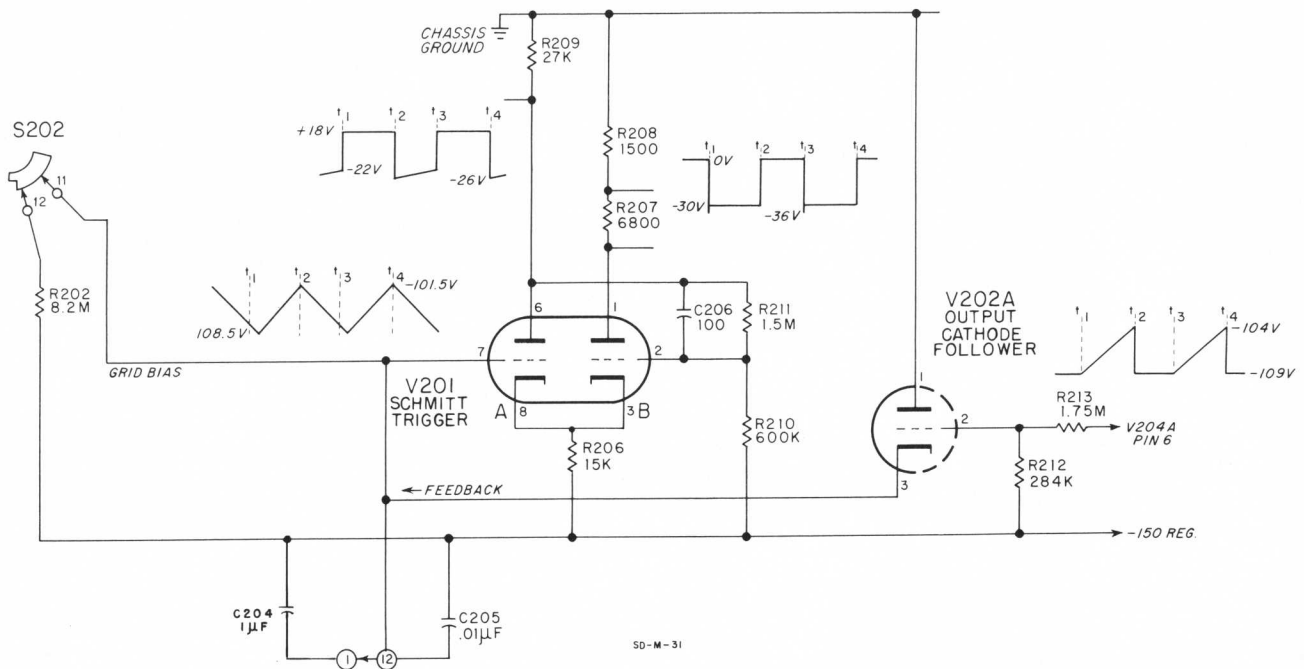 CHASSIS
GROUND
R209
27K
S202
11
12
t1 t2 t3 t4
+18V
-22V
-26V
R208
1500
t1 t2 t3 t4
0V
-30V
-36V
R207
6800
R202
8.2M
t1 t2 t3 t4
-101.5V
108.5V
GRID BIAS
6
1
7
2
C206
100
R211
1.5M
V201
SCHMITT
TRIGGER
A
8
3
B
R206
15K
R210
600K
V202A
OUTPUT
CATHODE
FOLLOWER
t1 t2 t3 t4
-104V
-109V
1
2
3
R213
1.75M
V204A
PIN 6
R212
284K
FEEDBACK
-150 REG.
C204
1µF
C205
.01µF
1
12
SD-M-31